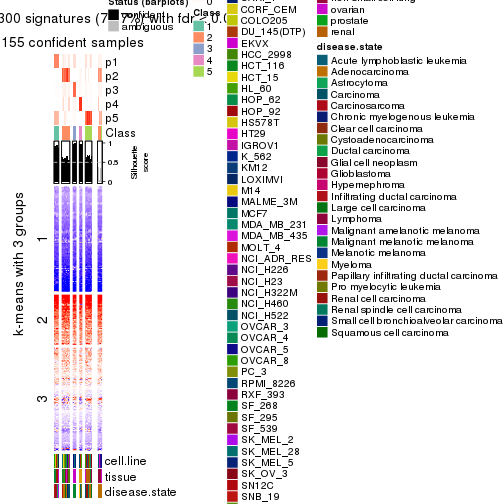 Status (barplots)
confident
ambiguous
155 confident samples
p1
p2
p3
p4
p5
Class
1
0.5
0
Silhouette
score
k-means with 3 groups
1
2
3
cell.line
tissue
disease.state
0
Class
1
2
3
4
5
CCRF_CEM
COLO205
DU_145(DTP)
EKVX
HCC_2998
HCT_116
HCT_15
HL_60
HOP_62
HOP_92
HS578T
HT29
IGROV1
K_562
KM12
LOXIMVI
M14
MALME_3M
MCF7
MDA_MB_231
MDA_MB_435
MOLT_4
NCI_ADR_RES
NCI_H226
NCI_H23
NCI_H322M
NCI_H460
NCI_H522
OVCAR_3
OVCAR_4
OVCAR_5
OVCAR_8
PC_3
RPMI_8226
RXF_393
SF_268
SF_295
SF_539
SK_MEL_2
SK_MEL_28
SK_MEL_5
SK_OV_3
SN12C
SNB_19
ovarian
prostate
renal
disease.state
Acute lymphoblastic leukemia
Adenocarcinoma
Astrocytoma
Carcinoma
Carcinosarcoma
Chronic myelogenous leukemia
Clear cell carcinoma
Cystoadenocarcinoma
Ductal carcinoma
Glial cell neoplasm
Glioblastoma
Hypernephroma
Infiltrating ductal carcinoma
Large cell carcinoma
Lymphoma
Malignant amelanotic melanoma
Malignant melanotic melanoma
Melanotic melanoma
Myeloma
Papillary infiltrating ductal carcinoma
Pro myelocytic leukemia
Renal cell carcinoma
Renal spindle cell carcinoma
Small cell bronchioalveolar carcinoma
Squamous cell carcinoma